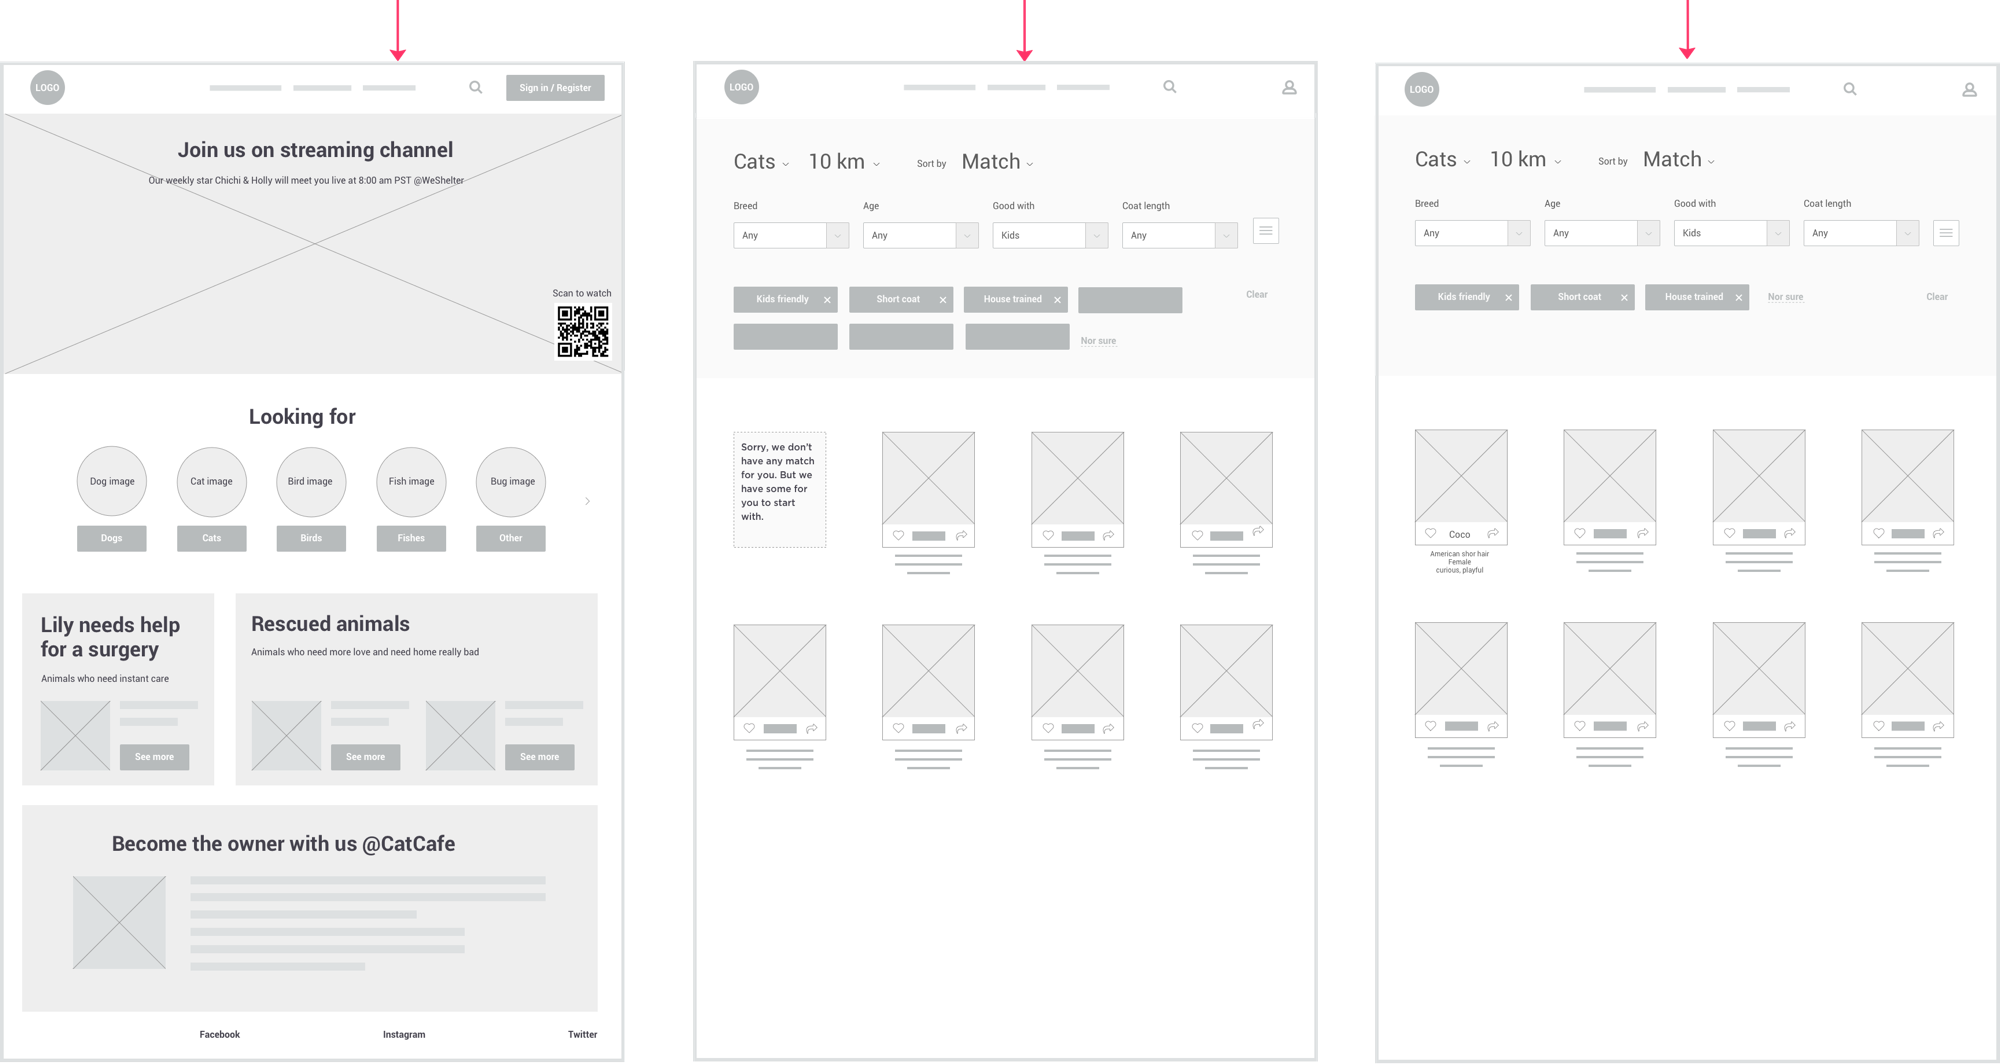 LOGO
Sign in / Register
Join us on streaming channel
Our weekly star Chichi & Holly will meet you live at 8:00 am PST @WeShelter
Scan to watch
Looking for
Dog image
Cat image
Bird image
Fish image
Bug image
Dogs
Cats
Birds
Fishes
Other
Lily needs help
for a surgery
Animals who need instant care
See more
Rescued animals
Animals who need more love and need home really bad
See more
See more
Become the owner with us @CatCafe
Facebook
Instagram
Twitter
LOGO
Cats 10 km Sort by Match
Breed Age Good with Coat length
Any Any Kids Any
Kids friendly Short coat House trained Clear
Nor sure
Sorry, we don't
have any match
for you. But we
have some for
you to start
with.
LOGO
Cats 10 km Sort by Match
Breed Age Good with Coat length
Any Any Kids Any
Kids friendly Short coat House trained Nor sure Clear
Coco
American shor hair
Female
curious, playful